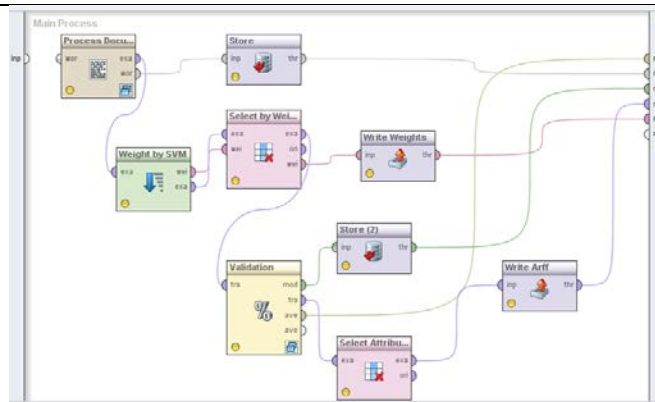 Main Process
inp
Process Docu...
wor
exa
wor
Store
inp
thr
Select by Wei...
exa
wei
exa
ori
wei
Write Weights
inp
thr
Weight by SVM
exa
wei
exa
Store (2)
inp
thr
Validation
tra
mod
tra
ave
ave
Write Arff
inp
thr
Select Attribu...
exa
exa
ori